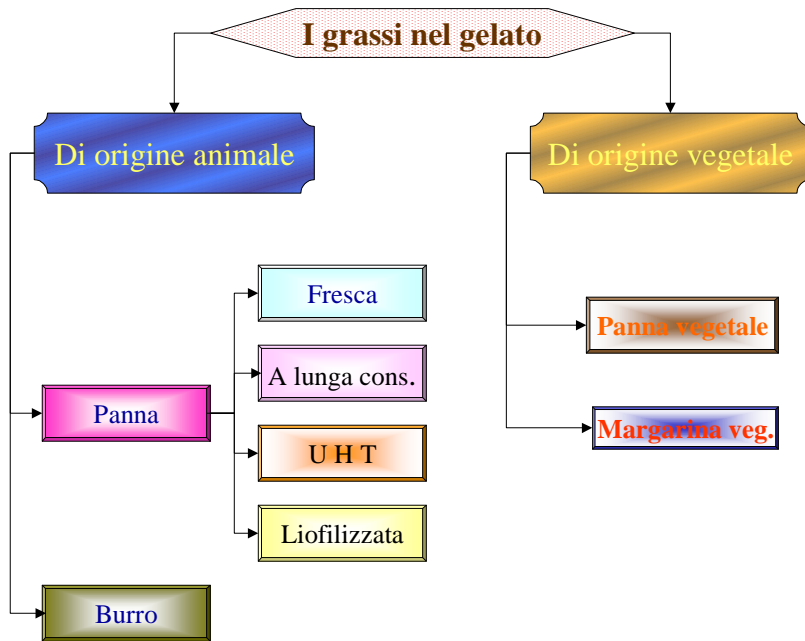 I grassi nel gelato
Di origine animale
Di origine vegetale
Fresca
Panna vegetale
A lunga cons.
Panna
Margarina veg.
U H T
Liofilizzata
Burro